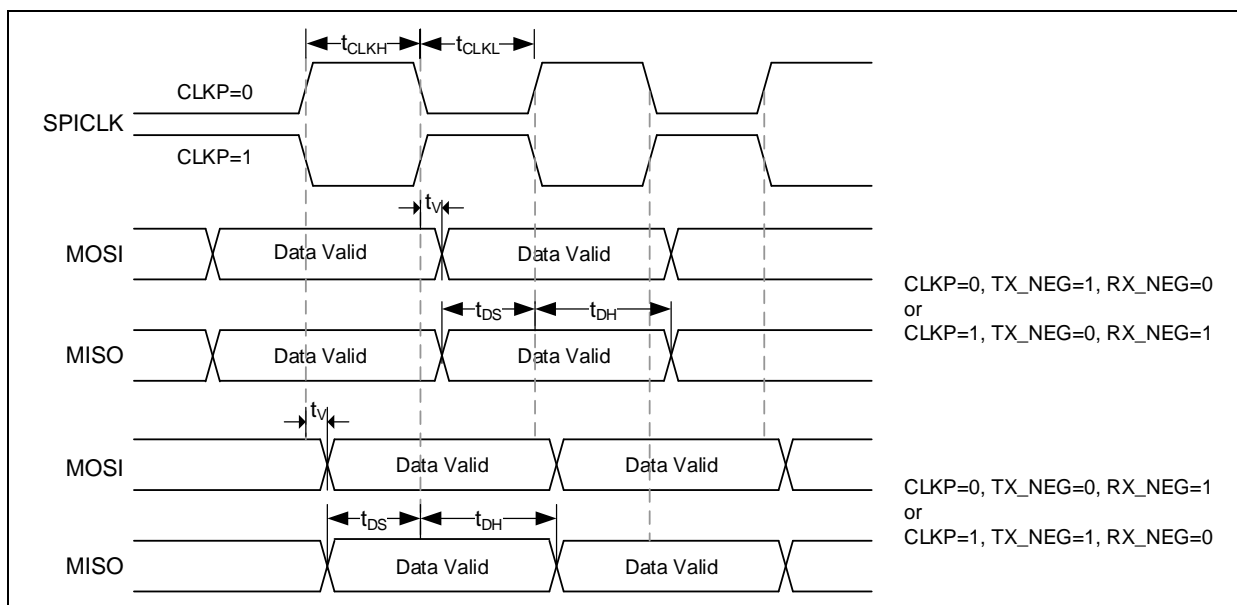 tCLKH tCLKL
CLKP=0
SPICLK
CLKP=1
tV
MOSI Data Valid Data Valid
CLKP=0, TX_NEG=1, RX_NEG=0
or
CLKP=1, TX_NEG=0, RX_NEG=1
tDS tDH
MISO Data Valid Data Valid
tV
MOSI Data Valid Data Valid
CLKP=0, TX_NEG=0, RX_NEG=1
or
CLKP=1, TX_NEG=1, RX_NEG=0
tDS tDH
MISO Data Valid Data Valid